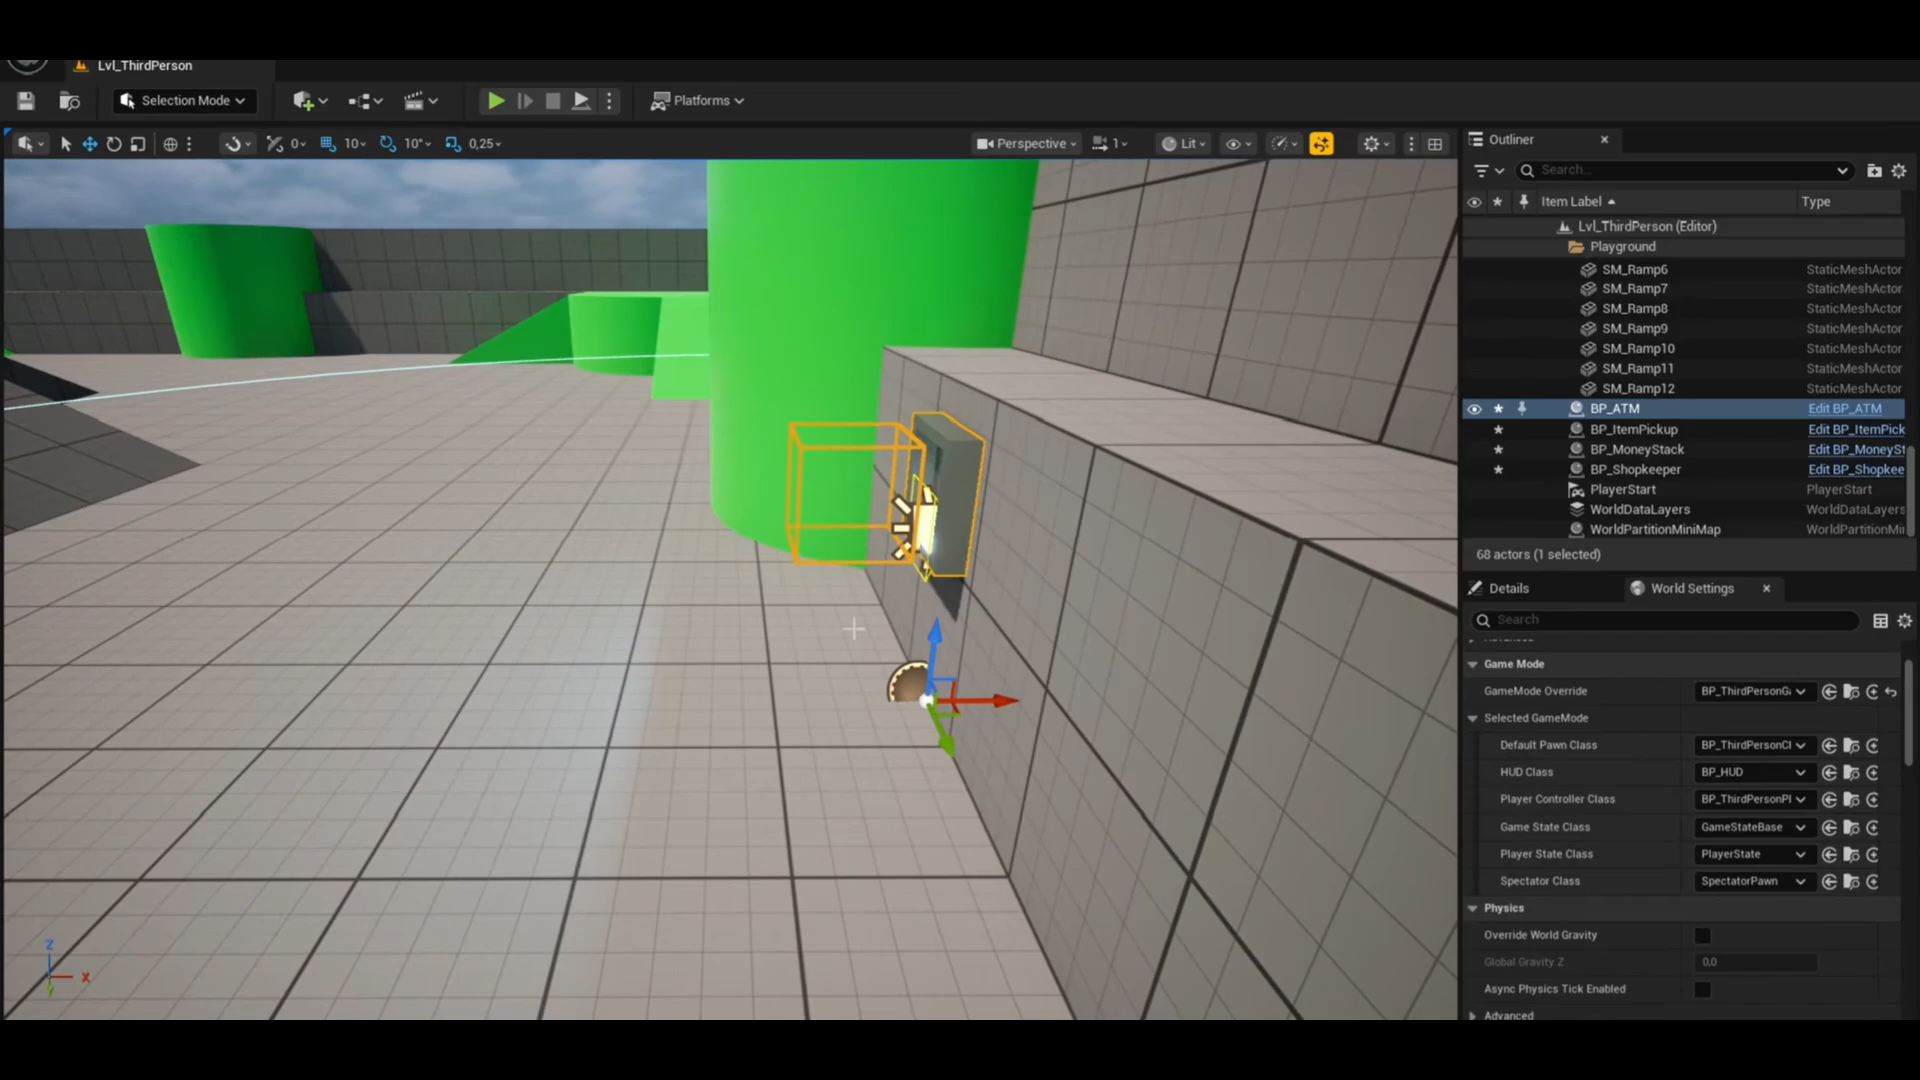 Lvl_ThirdPerson
Selection Mode
Platforms
0
10
10°
0,25
Perspective
1
Lit
Outliner
Search...
Item Label
Type
Lvl_ThirdPerson (Editor)
Playground
SM_Ramp6 StaticMeshActor
SM_Ramp7 StaticMeshActor
SM_Ramp8 StaticMeshActor
SM_Ramp9 StaticMeshActor
SM_Ramp10 StaticMeshActor
SM_Ramp11 StaticMeshActor
SM_Ramp12 StaticMeshActor
BP_ATM Edit BP_ATM
BP_ItemPickup Edit BP_ItemPick
BP_MoneyStack Edit BP_MoneySt
BP_Shopkeeper Edit BP_Shopkee
PlayerStart PlayerStart
WorldDataLayers WorldDataLayers
WorldPartitionMiniMap WorldPartitionMi
68 actors (1 selected)
Details
World Settings
Search
Game Mode
GameMode Override BP_ThirdPersonG
Selected GameMode
Default Pawn Class BP_ThirdPersonCl
HUD Class BP_HUD
Player Controller Class BP_ThirdPersonPl
Game State Class GameStateBase
Player State Class PlayerState
Spectator Class SpectatorPawn
Physics
Override World Gravity
Global Gravity Z 0,0
Async Physics Tick Enabled
Advanced
Z
X